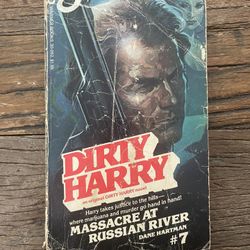 DIRTY
HARRY
an original DIRTY HARRY novel
Harry takes justice to the hills—
where marijuana and murder go hand in hand!
MASSACRE AT
RUSSIAN RIVER
DANE HARTMAN
#7